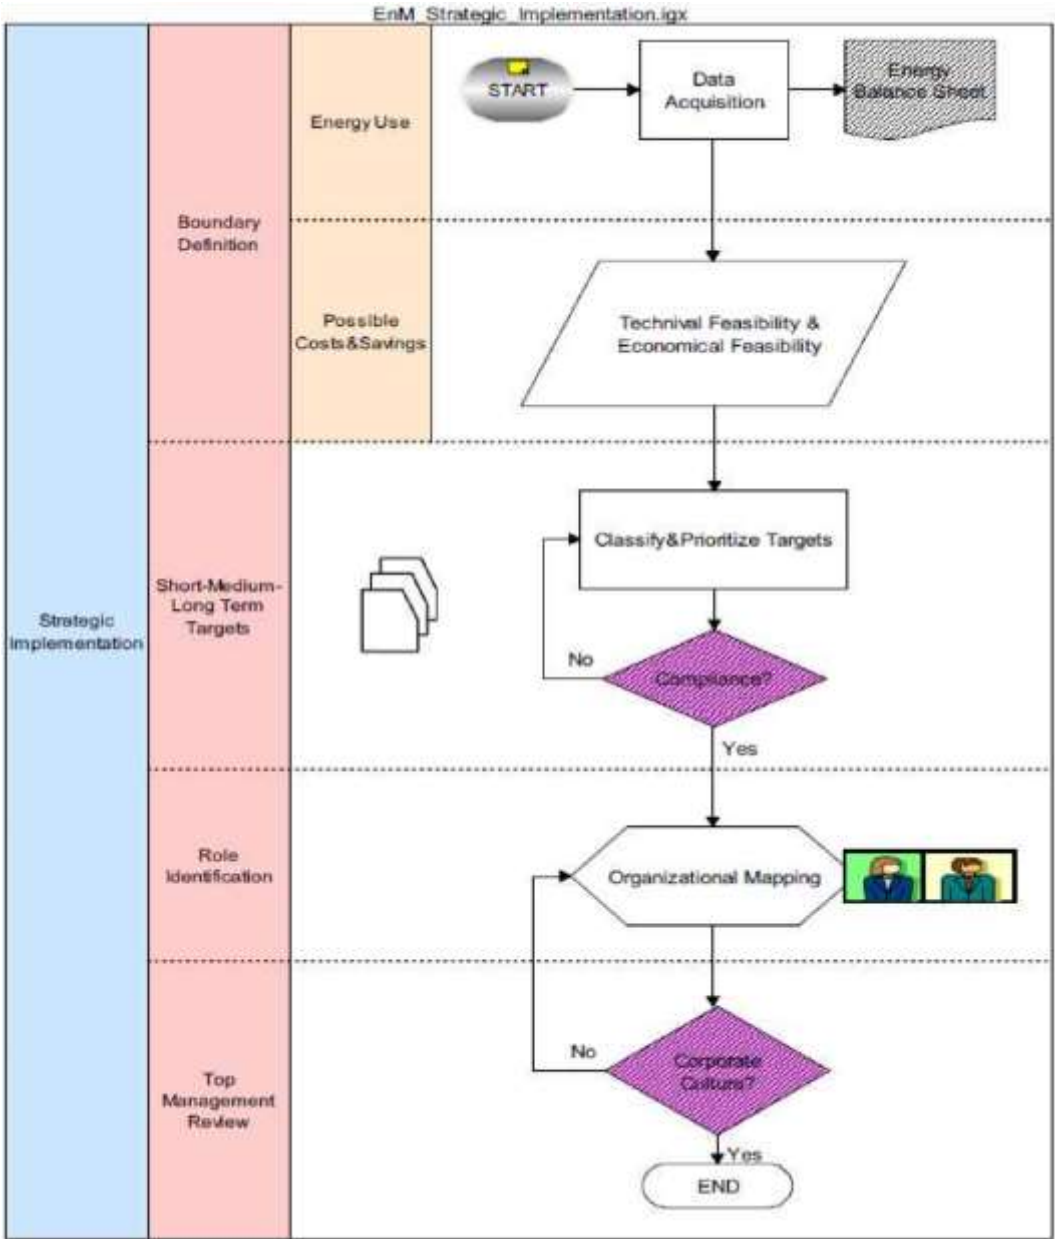 EnM_Strategic_Implementation.igx
Strategic
Implementation
Boundary
Definition
Energy Use
START
Data
Acquisition
Energy
Balance Sheet
Possible
Costs&Savings
Technival Feasibility &
Economical Feasibility
Short-Medium-
Long Term
Targets
Classify&Prioritize Targets
No
Compliance?
Yes
Role
Identification
Organizational Mapping
Top
Management
Review
No
Corporate
Culture?
Yes
END